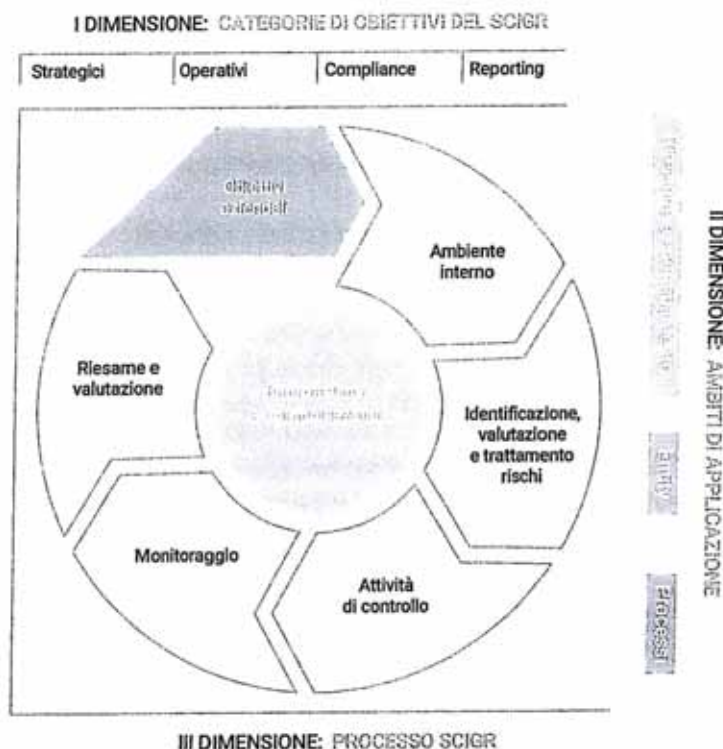 I DIMENSIONE: CATEGORIE DI OBIETTIVI DEL SCIGR
Strategici
Operativi
Compliance
Reporting
Ambiente
interno
Identificazione,
valutazione
e trattamento
rischi
Attività
di controllo
Monitoraggio
Riesame e
valutazione
II DIMENSIONE: AMBITI DI APPLICAZIONE
Entity
Processi
III DIMENSIONE: PROCESSO SCIGR